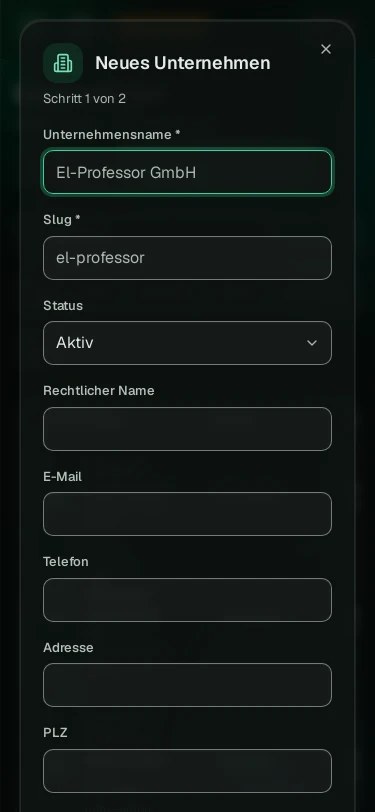 Neues Unternehmen
Schritt 1 von 2
Unternehmensname *
El-Professor GmbH
Slug *
el-professor
Status
Aktiv
Rechtlicher Name
E-Mail
Telefon
Adresse
PLZ